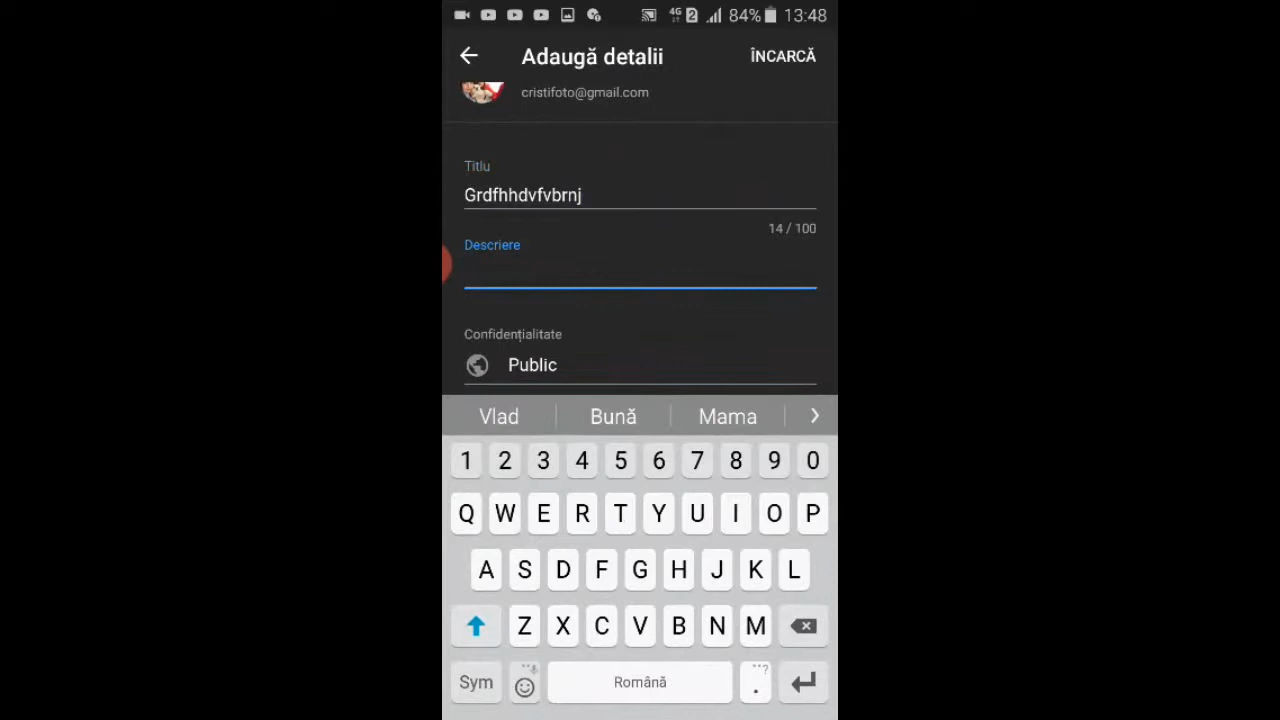 4G 2 84% 13:48
Adaugă detalii ÎNCARCĂ
cristifoto@gmail.com
Titlu
Grdfhhdvfvbrnj
14 / 100
Descriere
Confidențialitate
Public
Vlad Bună Mama
1 2 3 4 5 6 7 8 9 0
Q W E R T Y U I O P
A S D F G H J K L
Z X C V B N M
Sym Română . ?